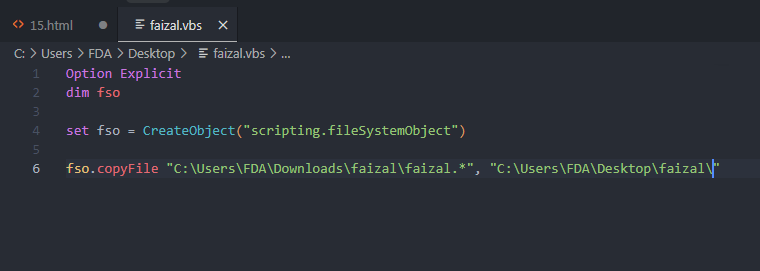 <> 15.html ● faizal.vbs ×
C: > Users > FDA > Desktop > faizal.vbs > ...
1 Option Explicit
2 dim fso
3
4 set fso = CreateObject("scripting.fileSystemObject")
5
6 fso.copyFile "C:\Users\FDA\Downloads\faizal\faizal.*", "C:\Users\FDA\Desktop\faizal\"